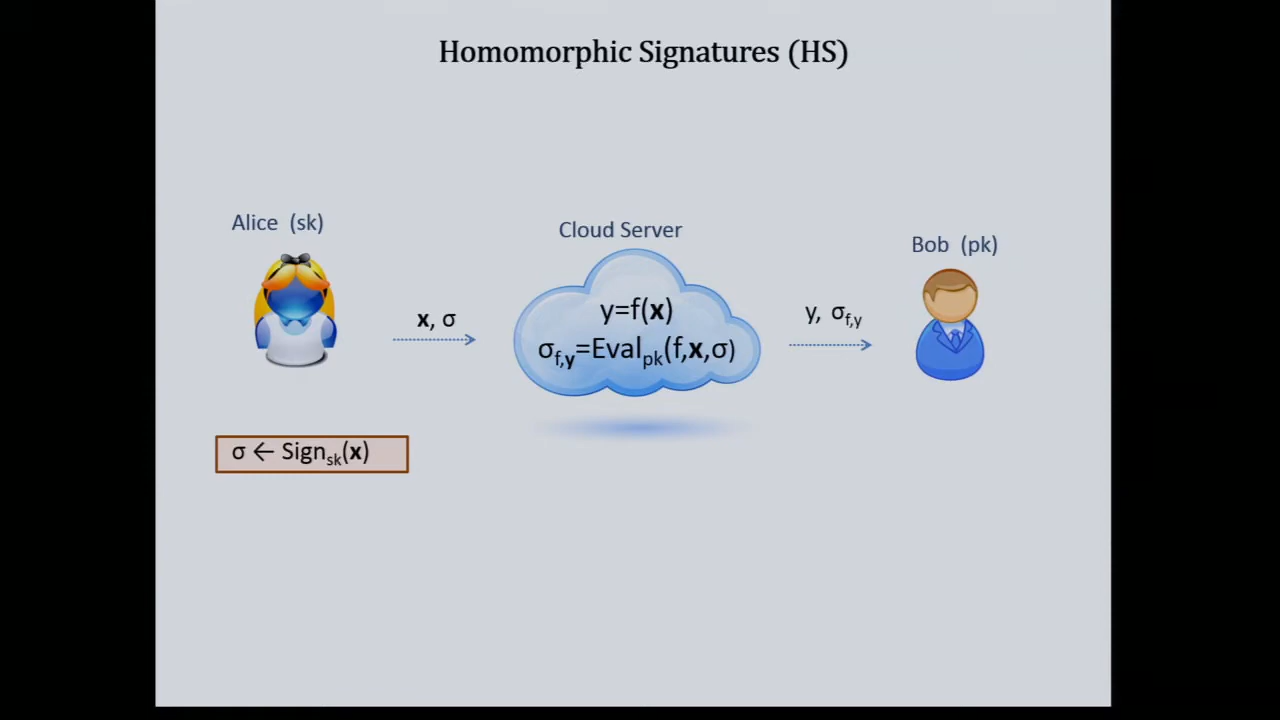 Homomorphic Signatures (HS)
Alice (sk)
Cloud Server
Bob (pk)
x, σ
y=f(x)
σf,y=Evalpk(f,x,σ)
y, σf,y
σ ← Signsk(x)